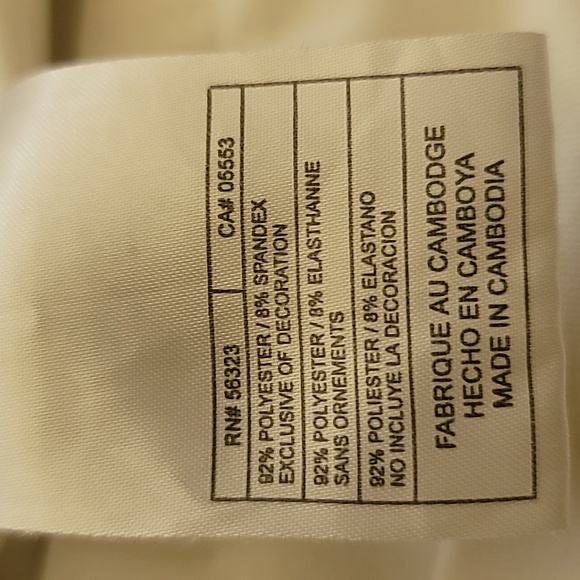 RN# 56323 CA# 05553
92% POLYESTER / 8% SPANDEX
EXCLUSIVE OF DECORATION
92% POLYESTER / 8% ELASTHANNE
SANS ORNEMENTS
92% POLIESTER / 8% ELASTANO
NO INCLUYE LA DECORACION
FABRIQUE AU CAMBODGE
HECHO EN CAMBOYA
MADE IN CAMBODIA